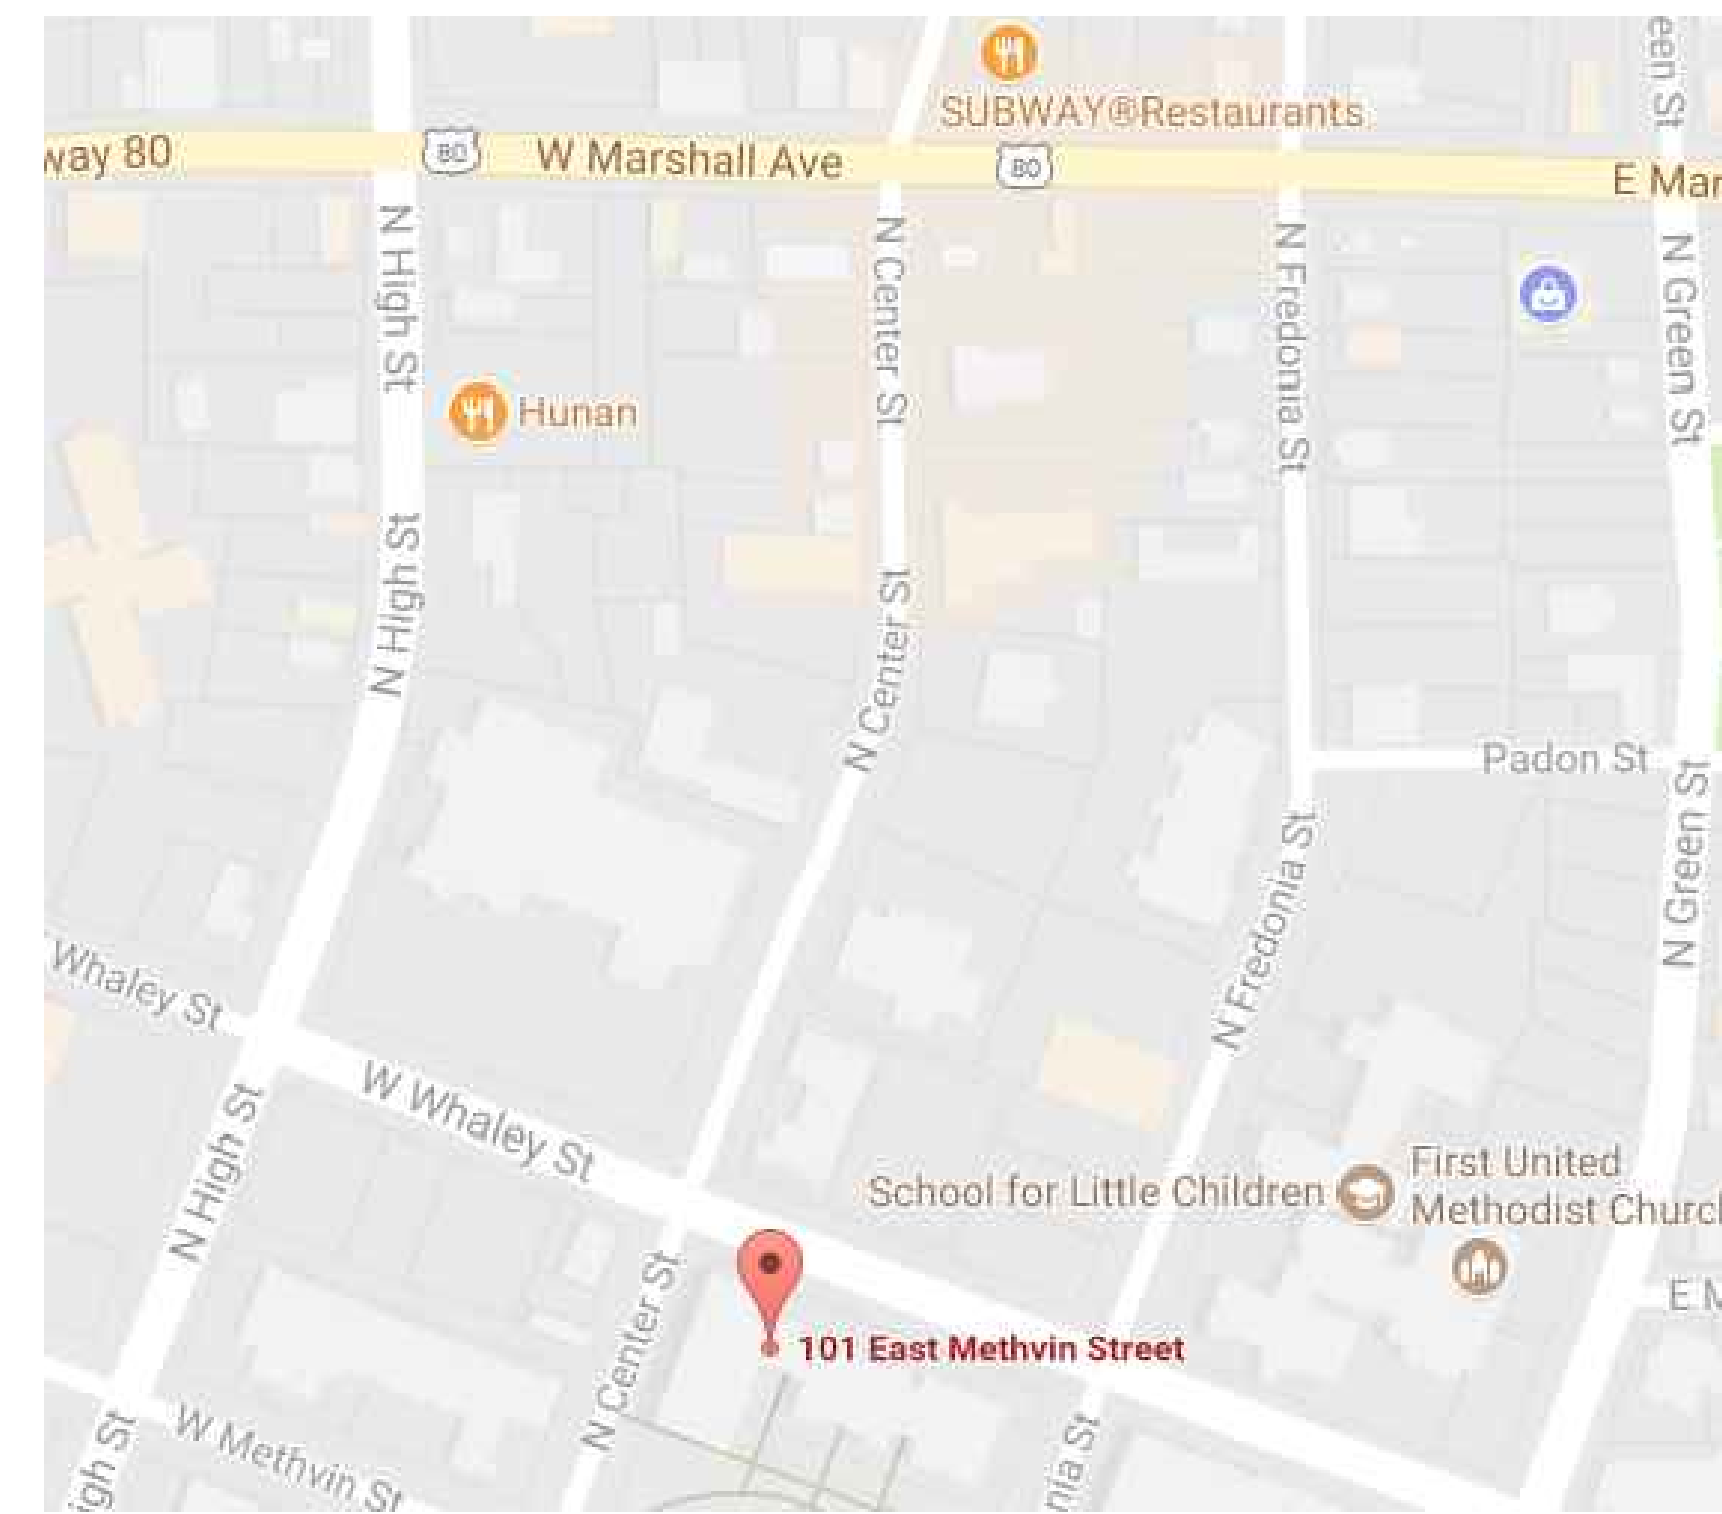 een St
SUBWAY®Restaurants
way 80
80
W Marshall Ave
80
E Mar
N High St
N Center St
N Fredonia St
N Green St
Hunan
N High St
N Center St
Padon St
N Green St
N Fredonia St
Whaley St
W Whaley St
N High St
School for Little Children
First United
Methodist Churc
N Center St
E M
101 East Methvin Street
W Methvin St
igh St
nia St